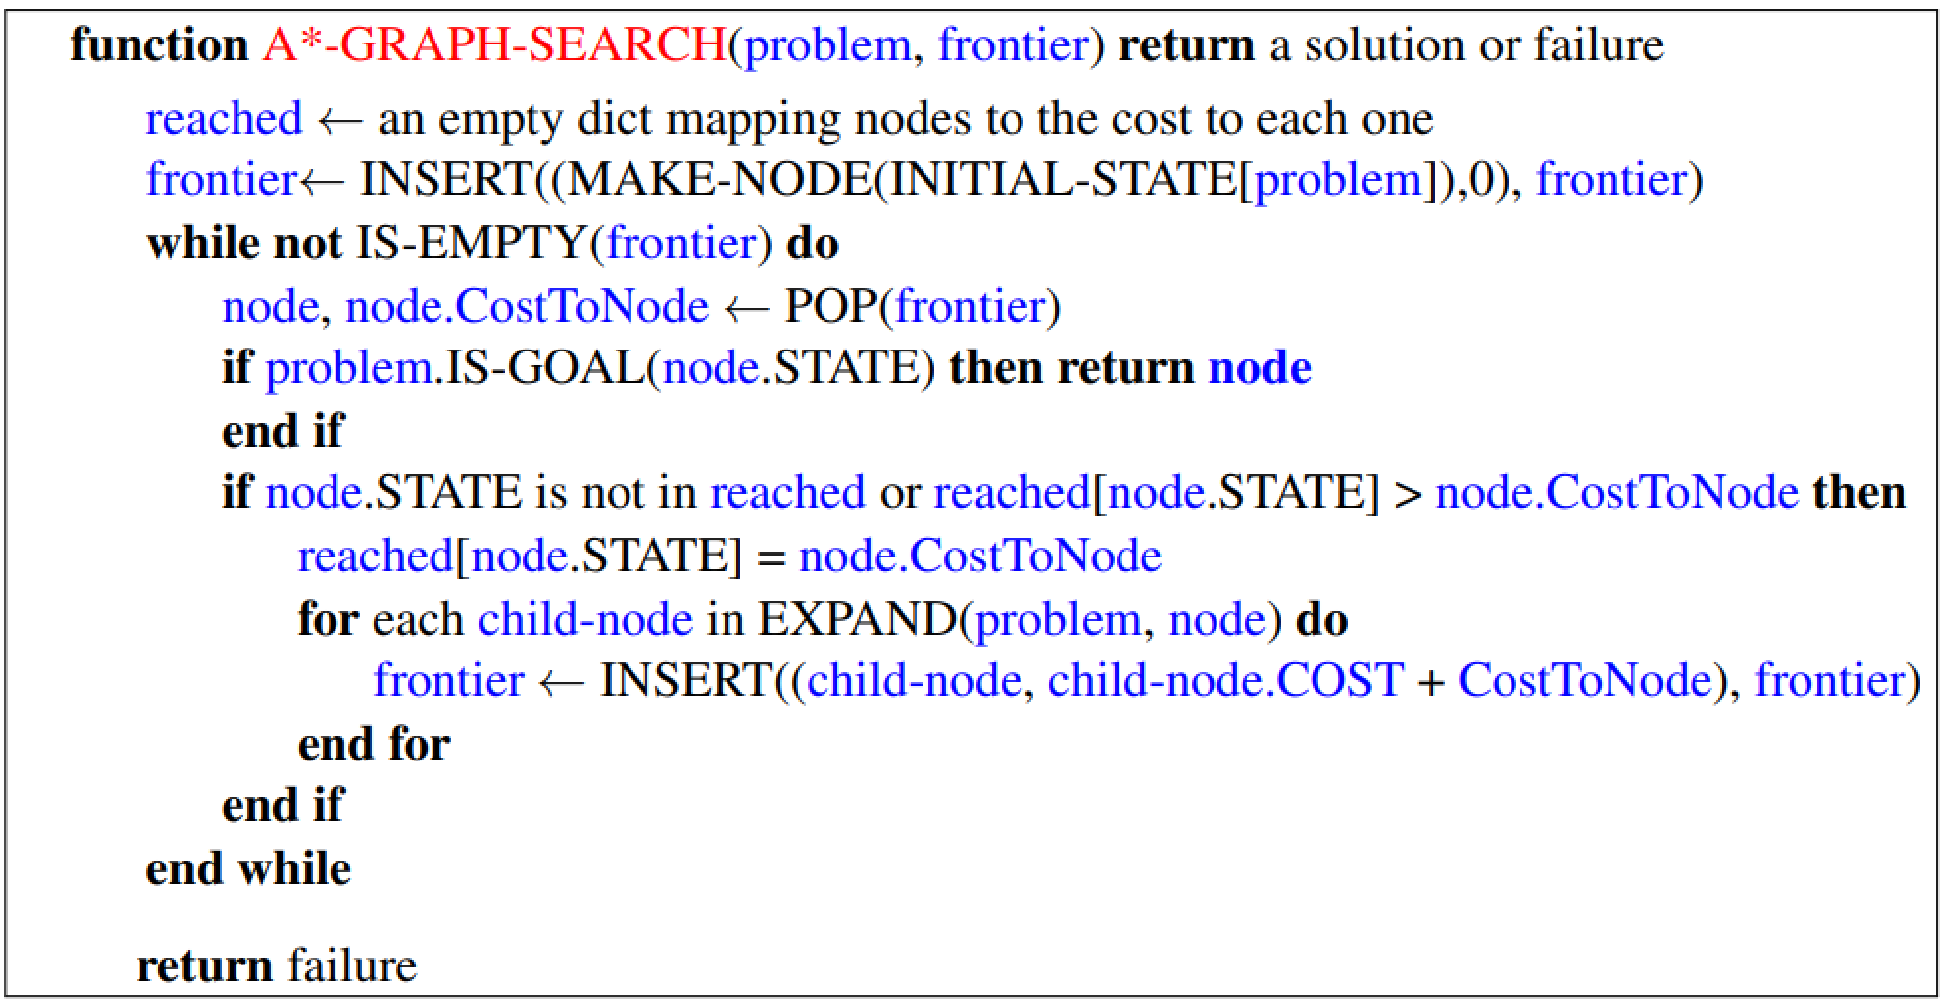 function A*-GRAPH-SEARCH(problem, frontier) return a solution or failure
reached ← an empty dict mapping nodes to the cost to each one
frontier← INSERT((MAKE-NODE(INITIAL-STATE[problem]),0), frontier)
while not IS-EMPTY(frontier) do
node, node.CostToNode ← POP(frontier)
if problem.IS-GOAL(node.STATE) then return node
end if
if node.STATE is not in reached or reached[node.STATE] > node.CostToNode then
reached[node.STATE] = node.CostToNode
for each child-node in EXPAND(problem, node) do
frontier ← INSERT((child-node, child-node.COST + CostToNode), frontier)
end for
end if
end while
return failure